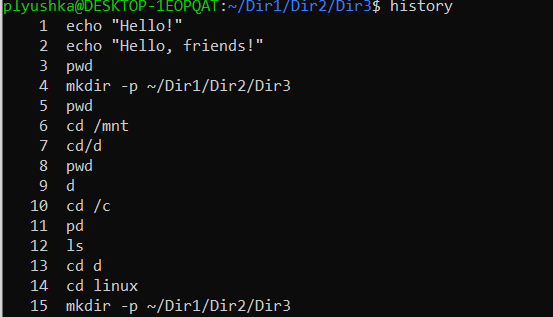 plyushka@DESKTOP-1EOPQAT:~/Dir1/Dir2/Dir3$ history
1 echo "Hello!"
2 echo "Hello, friends!"
3 pwd
4 mkdir -p ~/Dir1/Dir2/Dir3
5 pwd
6 cd /mnt
7 cd/d
8 pwd
9 d
10 cd /c
11 pd
12 ls
13 cd d
14 cd linux
15 mkdir -p ~/Dir1/Dir2/Dir3